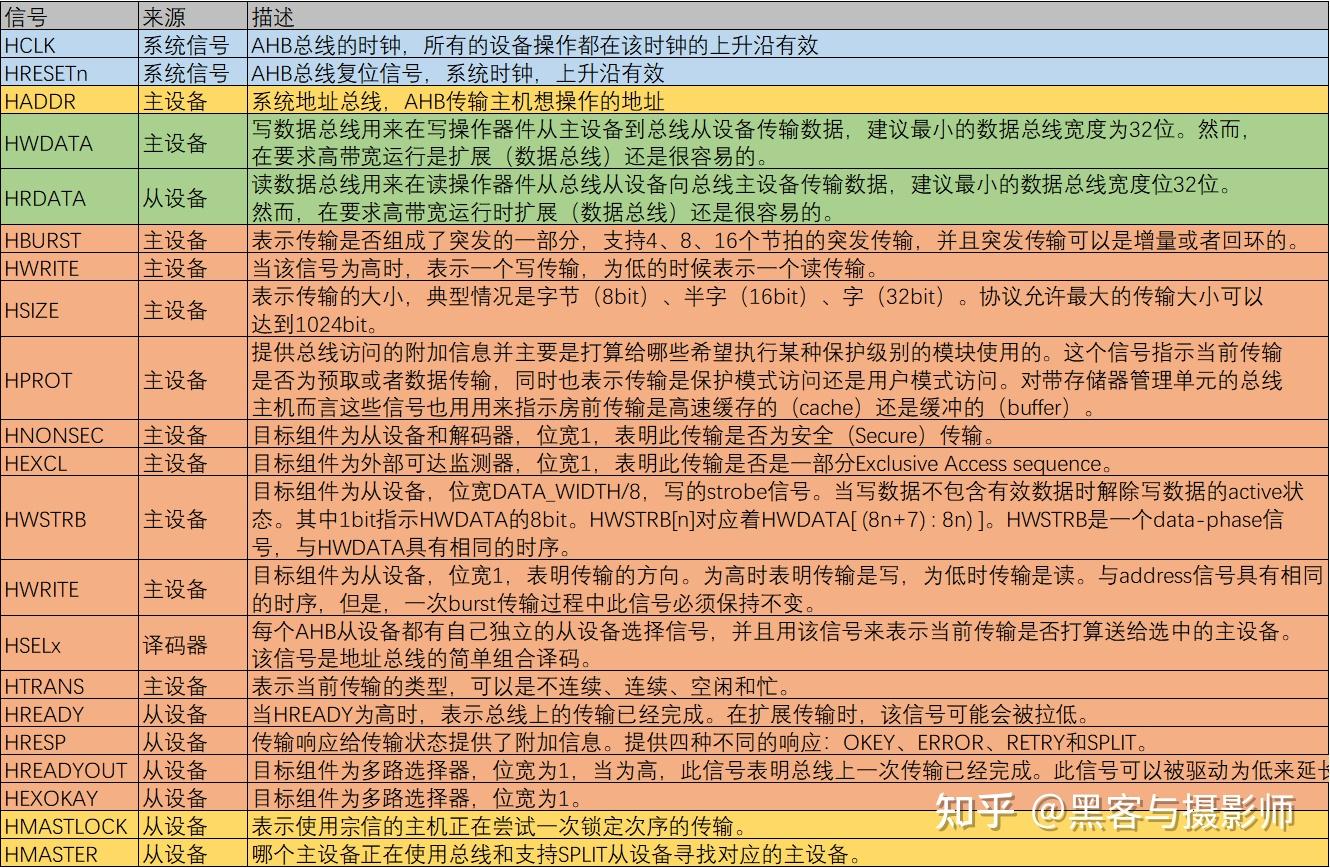 信号 来源 描述
HCLK 系统信号 AHB总线的时钟，所有的设备操作都在该时钟的上升沿有效
HRESETn 系统信号 AHB总线复位信号，系统时钟，上升沿有效
HADDR 主设备 系统地址总线，AHB传输主机想操作的地址
HWDATA 主设备 写数据总线用来在写操作器件从主设备到总线从设备传输数据，建议最小的数据总线宽度为32位。然而，
在要求高带宽运行是扩展（数据总线）还是很容易的。
HRDATA 从设备 读数据总线用来在读操作器件从总线从设备向总线主设备传输数据，建议最小的数据总线宽度位32位。
然而，在要求高带宽运行时扩展（数据总线）还是很容易的。
HBURST 主设备 表示传输是否组成了突发的一部分，支持4、8、16个节拍的突发传输，并且突发传输可以是增量或者回环的。
HWRITE 主设备 当该信号为高时，表示一个写传输，为低的时候表示一个读传输。
HSIZE 主设备 表示传输的大小，典型情况是字节（8bit）、半字（16bit）、字（32bit）。协议允许最大的传输大小可以
达到1024bit。
HPROT 主设备 提供总线访问的附加信息并主要是打算给哪些希望执行某种保护级别的模块使用的。这个信号指示当前传输
是否为预取或者数据传输，同时也表示传输是保护模式访问还是用户模式访问。对带存储器管理单元的总线
主机而言这些信号也用用来指示房前传输是高速缓存的（cache）还是缓冲的（buffer）。
HNONSEC 主设备 目标组件为从设备和解码器，位宽1，表明此传输是否为安全（Secure）传输。
HEXCL 主设备 目标组件为外部可达监测器，位宽1，表明此传输是否是一部分Exclusive Access sequence。
HWSTRB 主设备 目标组件为从设备，位宽DATA_WIDTH/8，写的strobe信号。当写数据不包含有效数据时解除写数据的active状
态。其中1bit指示HWDATA的8bit。HWSTRB[n]对应着HWDATA[ (8n+7) : 8n) ]。HWSTRB是一个data-phase信
号，与HWDATA具有相同的时序。
HWRITE 主设备 目标组件为从设备，位宽1，表明传输的方向。为高时表明传输是写，为低时传输是读。与address信号具有相同
的时序，但是，一次burst传输过程中此信号必须保持不变。
HSELx 译码器 每个AHB从设备都有自己独立的从设备选择信号，并且用该信号来表示当前传输是否打算送给选中的主设备。
该信号是地址总线的简单组合译码。
HTRANS 主设备 表示当前传输的类型，可以是不连续、连续、空闲和忙。
HREADY 从设备 当HREADY为高时，表示总线上的传输已经完成。在扩展传输时，该信号可能会被拉低。
HRESP 从设备 传输响应给传输状态提供了附加信息。提供四种不同的响应：OKEY、ERROR、RETRY和SPLIT。
HREADYOUT 从设备 目标组件为多路选择器，位宽为1，当为高，此信号表明总线上一次传输已经完成。此信号可以被驱动为低来延长
HEXOKAY 从设备 目标组件为多路选择器，位宽为1。
HMASTLOCK 从设备 表示使用宗信的主机正在尝试一次锁定次序的传输。
HMASTER 从设备 哪个主设备正在使用总线和支持SPLIT从设备寻找对应的主设备。
知乎 @黑客与摄影师